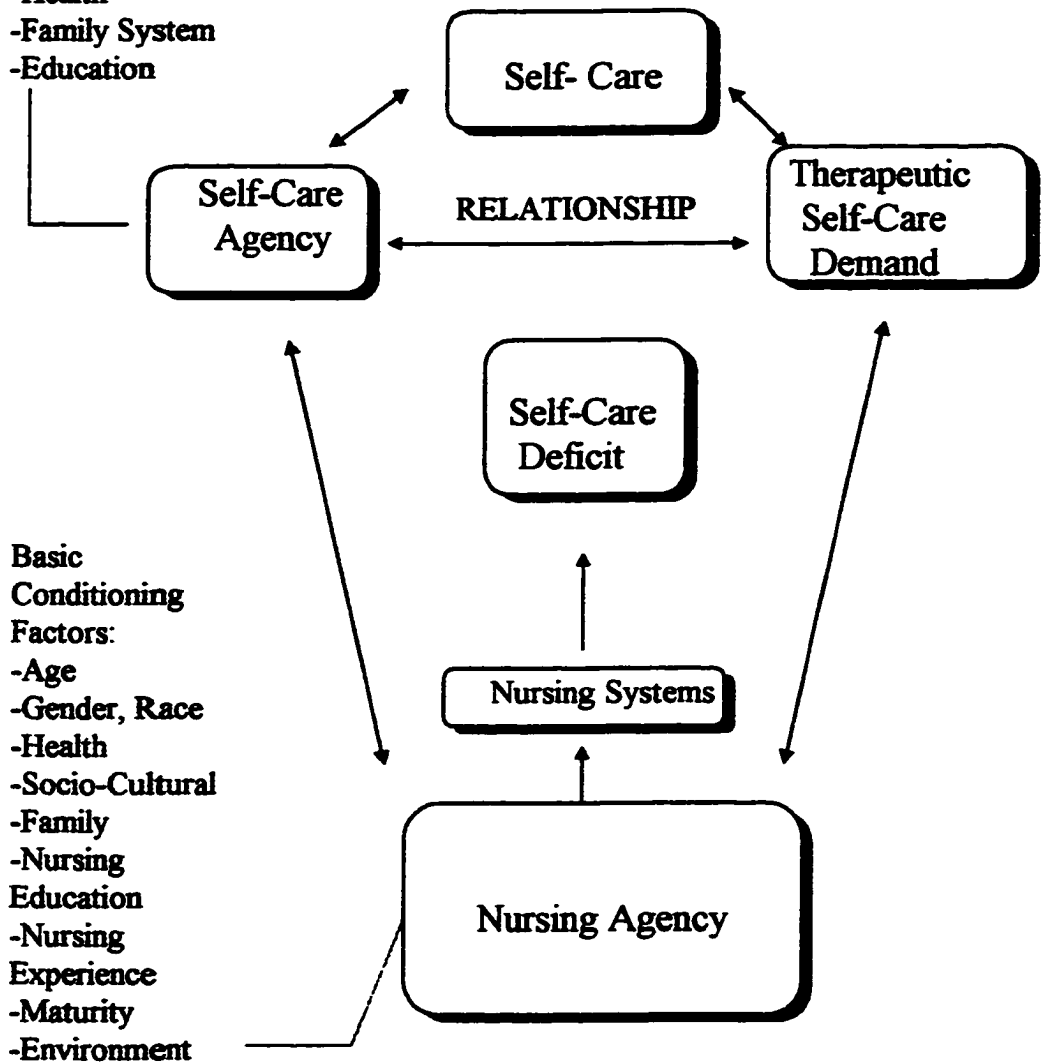 -Family System
-Education
Self- Care
Self-Care
Agency
RELATIONSHIP
Therapeutic
Self-Care
Demand
Self-Care
Deficit
Basic
Conditioning
Factors:
-Age
-Gender, Race
-Health
-Socio-Cultural
-Family
-Nursing
Education
-Nursing
Experience
-Maturity
-Environment
Nursing Systems
Nursing Agency